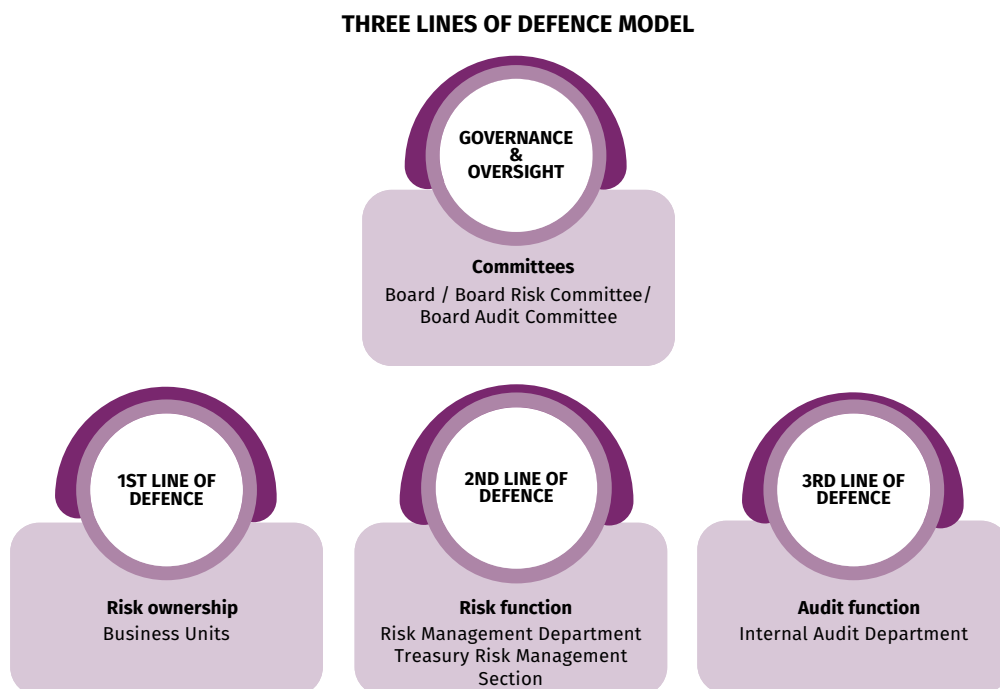 THREE LINES OF DEFENCE MODEL
GOVERNANCE
&
OVERSIGHT
Committees
Board / Board Risk Committee/
Board Audit Committee
1ST LINE OF
DEFENCE
Risk ownership
Business Units
2ND LINE OF
DEFENCE
Risk function
Risk Management Department
Treasury Risk Management
Section
3RD LINE OF
DEFENCE
Audit function
Internal Audit Department